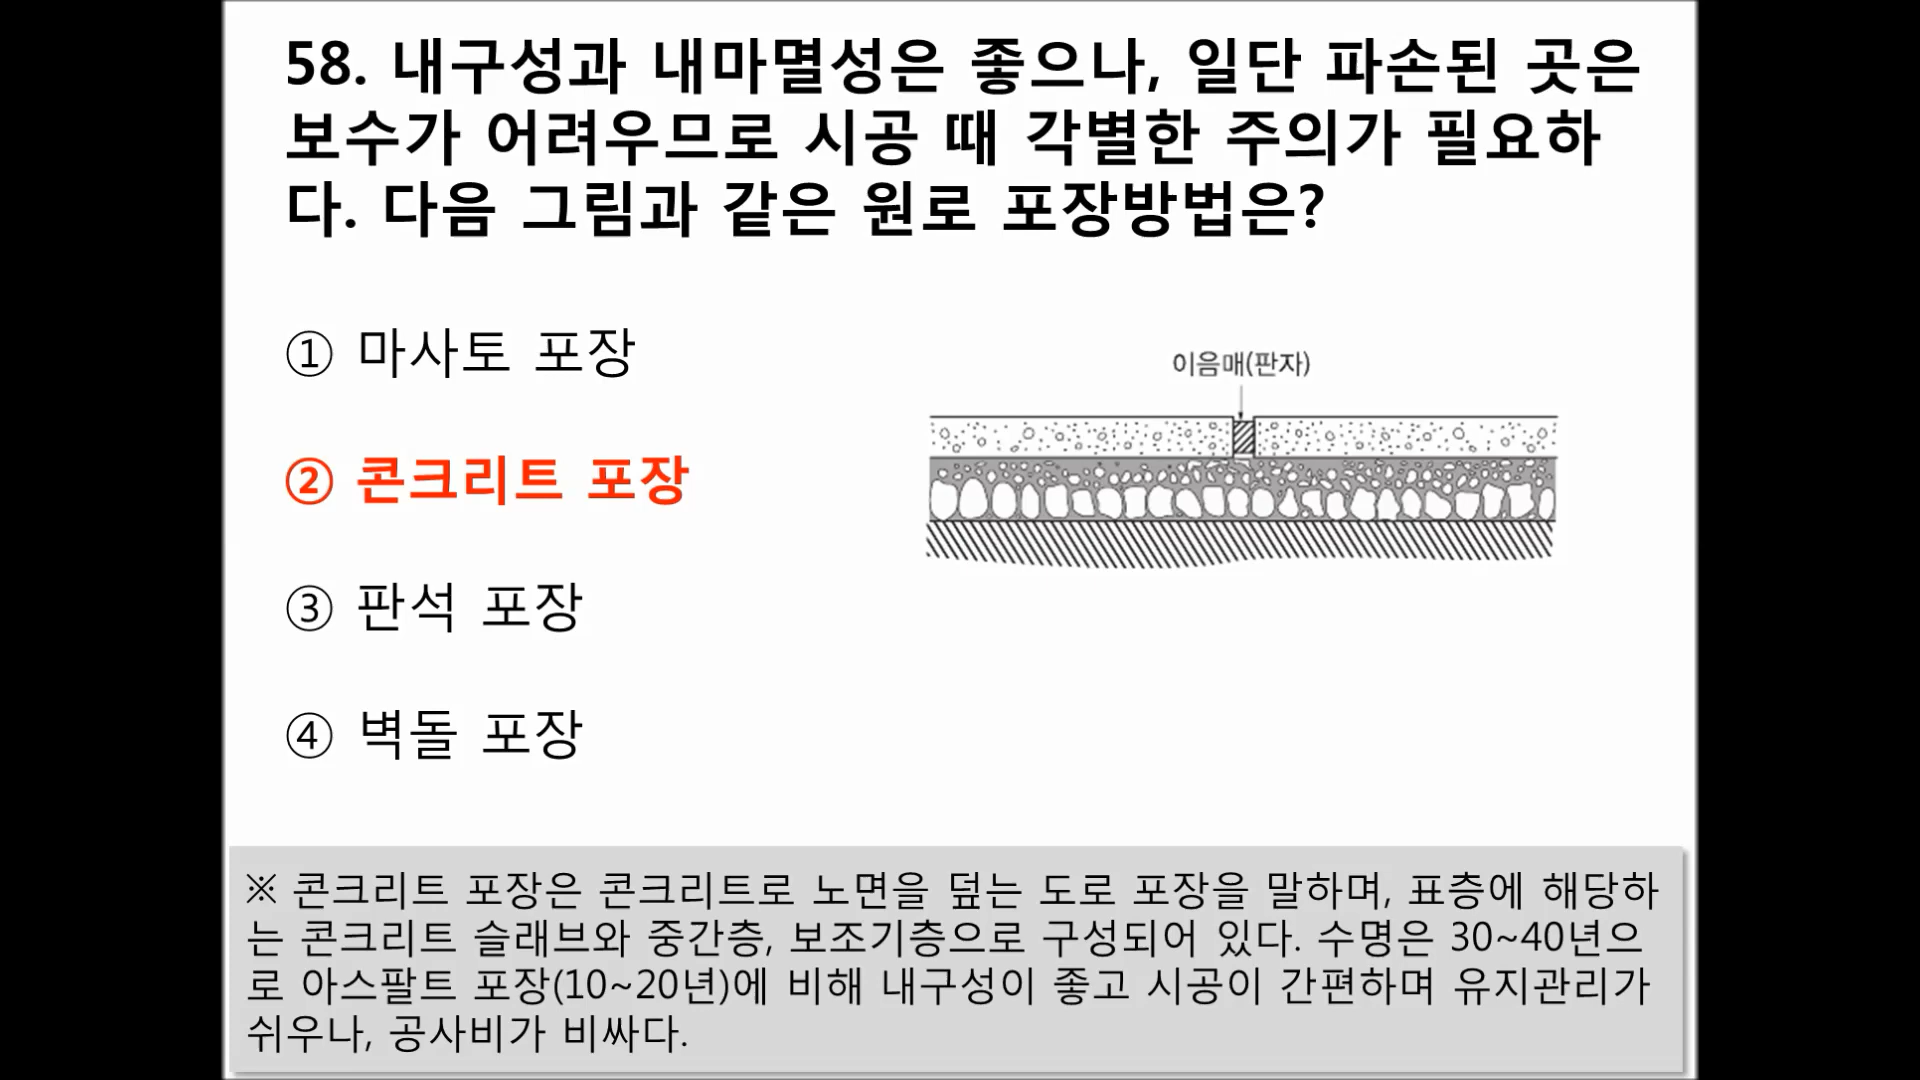 58. 내구성과 내마멸성은 좋으나, 일단 파손된 곳은
보수가 어려우므로 시공 때 각별한 주의가 필요하
다. 다음 그림과 같은 원로 포장방법은?
① 마사토 포장
이음매(판자)
② 콘크리트 포장
③ 판석 포장
④ 벽돌 포장
※ 콘크리트 포장은 콘크리트로 노면을 덮는 도로 포장을 말하며, 표층에 해당하
는 콘크리트 슬래브와 중간층, 보조기층으로 구성되어 있다. 수명은 30~40년으
로 아스팔트 포장(10~20년)에 비해 내구성이 좋고 시공이 간편하며 유지관리가
쉬우나, 공사비가 비싸다.